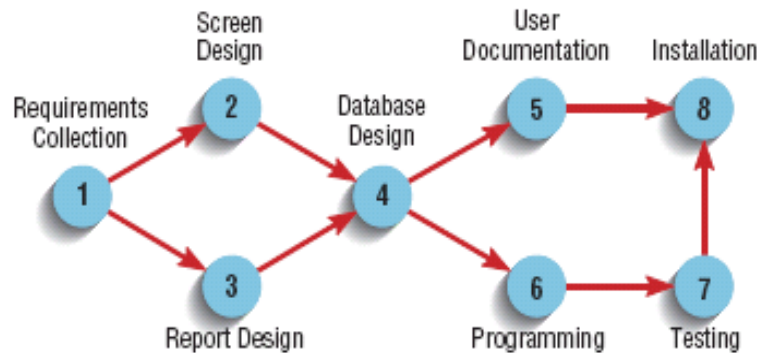 Screen
Design
User
Documentation
Installation
Requirements
Collection
2
Database
Design
5
8
1
4
3
6
7
Report Design
Programming
Testing